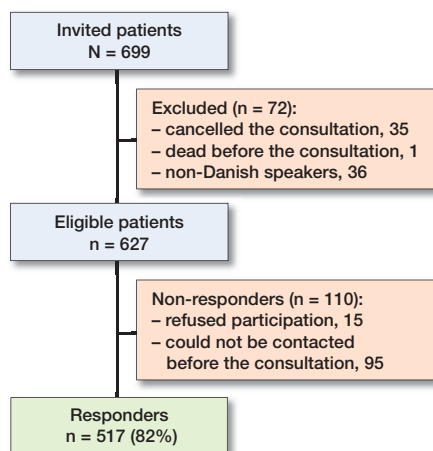 Invited patients
N = 699
Excluded (n = 72):
– cancelled the consultation, 35
– dead before the consultation, 1
– non-Danish speakers, 36
Eligible patients
n = 627
Non-responders (n = 110):
– refused participation, 15
– could not be contacted
before the consultation, 95
Responders
n = 517 (82%)